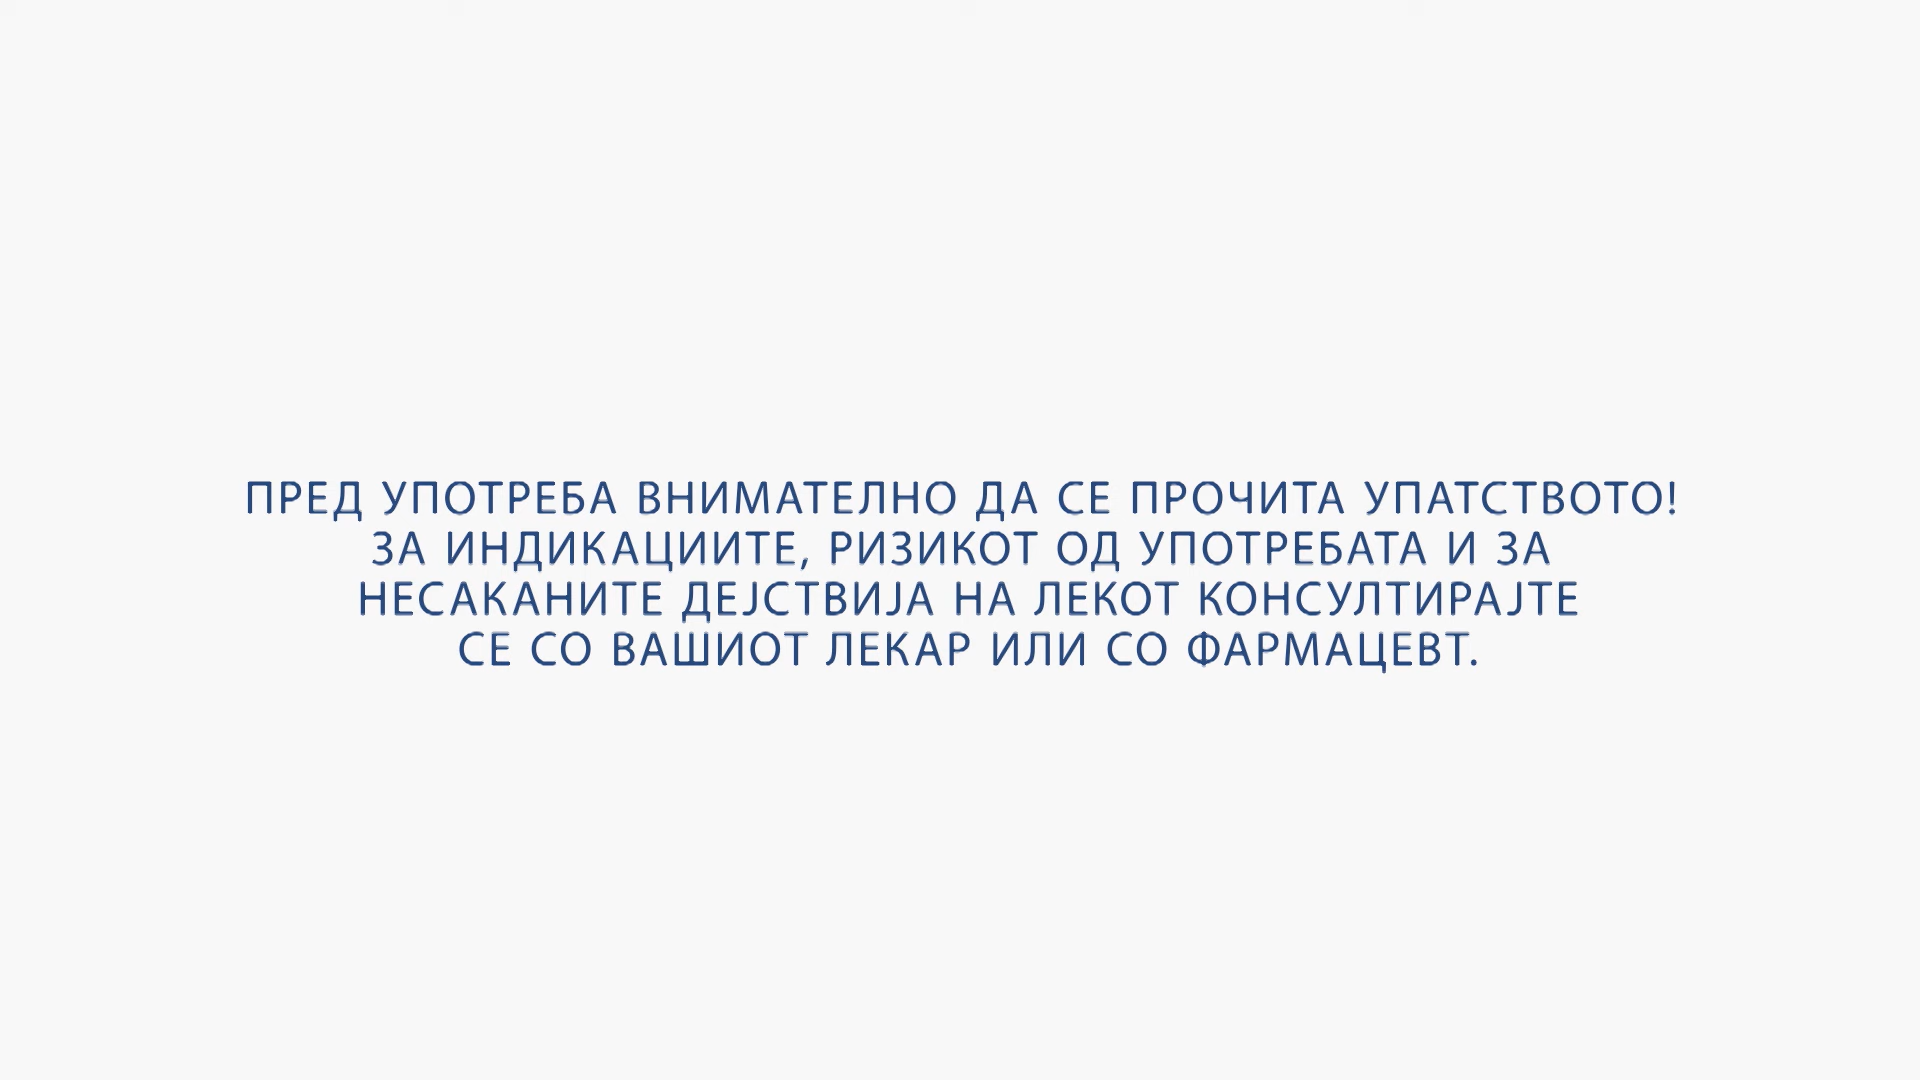 ПРЕД УПОТРЕБА ВНИМАТЕЛНО ДА СЕ ПРОЧИТА УПАТСТВОТО!
ЗА ИНДИКАЦИИТЕ, РИЗИКОТ ОД УПОТРЕБАТА И ЗА
НЕСАКАНИТЕ ДЕЈСТВИЈА НА ЛЕКОТ КОНСУЛТИРАЈТЕ
СЕ СО ВАШИОТ ЛЕКАР ИЛИ СО ФАРМАЦЕВТ.